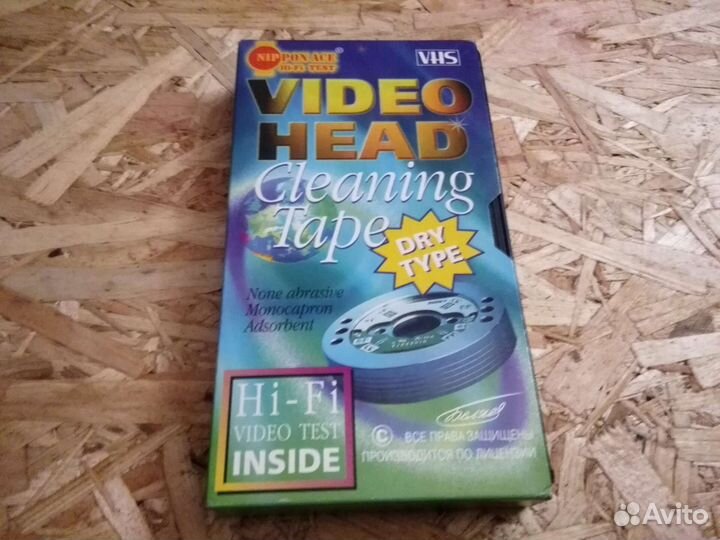 NIPPON ACE®
HI-FI TEST
VHS
VIDEO
HEAD
Cleaning
Tape
DRY
TYPE
None abrasive
Monocapron
Adsorbent
Hi-Fi
VIDEO TEST
INSIDE
© ВСЕ ПРАВА ЗАЩИЩЕНЫ
ПРОИЗВОДИТСЯ ПО ЛИЦЕНЗИИ
Avito